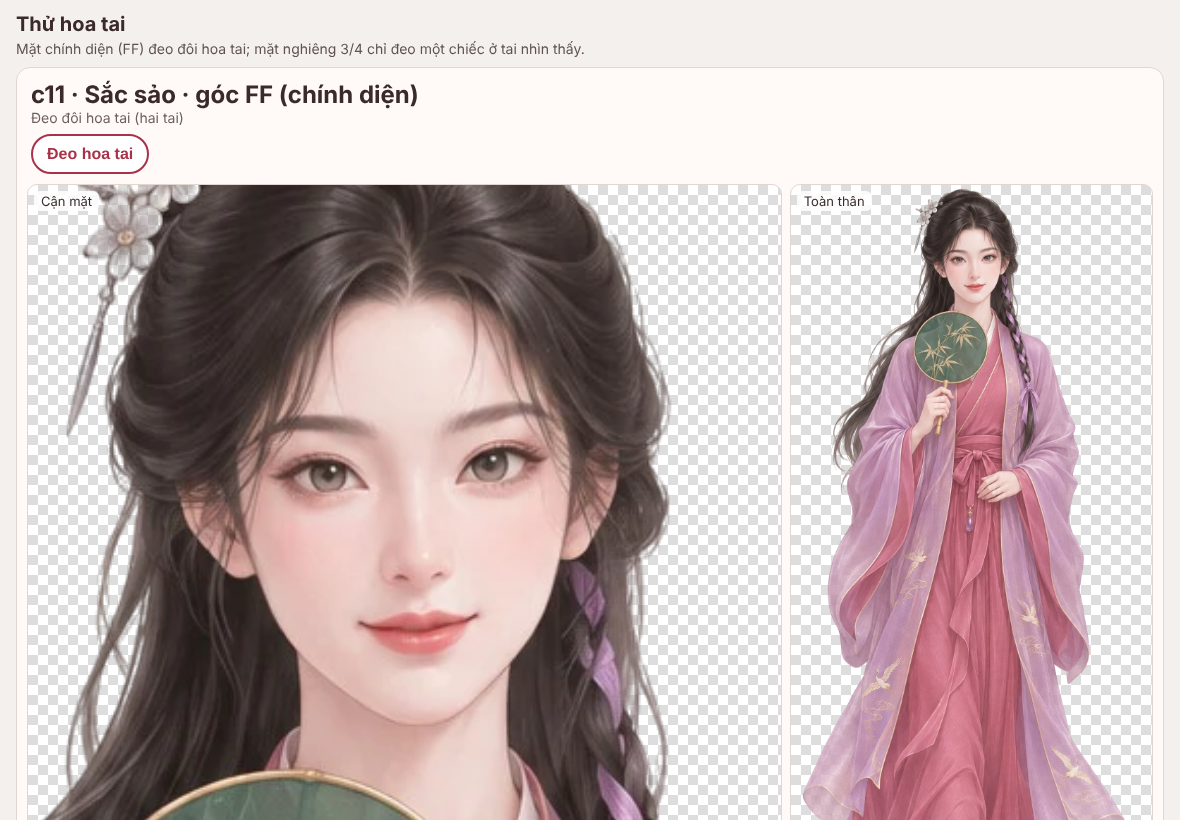 Thử hoa tai
Mặt chính diện (FF) đeo đôi hoa tai; mặt nghiêng 3/4 chỉ đeo một chiếc ở tai nhìn thấy.
c11 · Sắc sảo · góc FF (chính diện)
Đeo đôi hoa tai (hai tai)
Đeo hoa tai
Cận mặt
Toàn thân